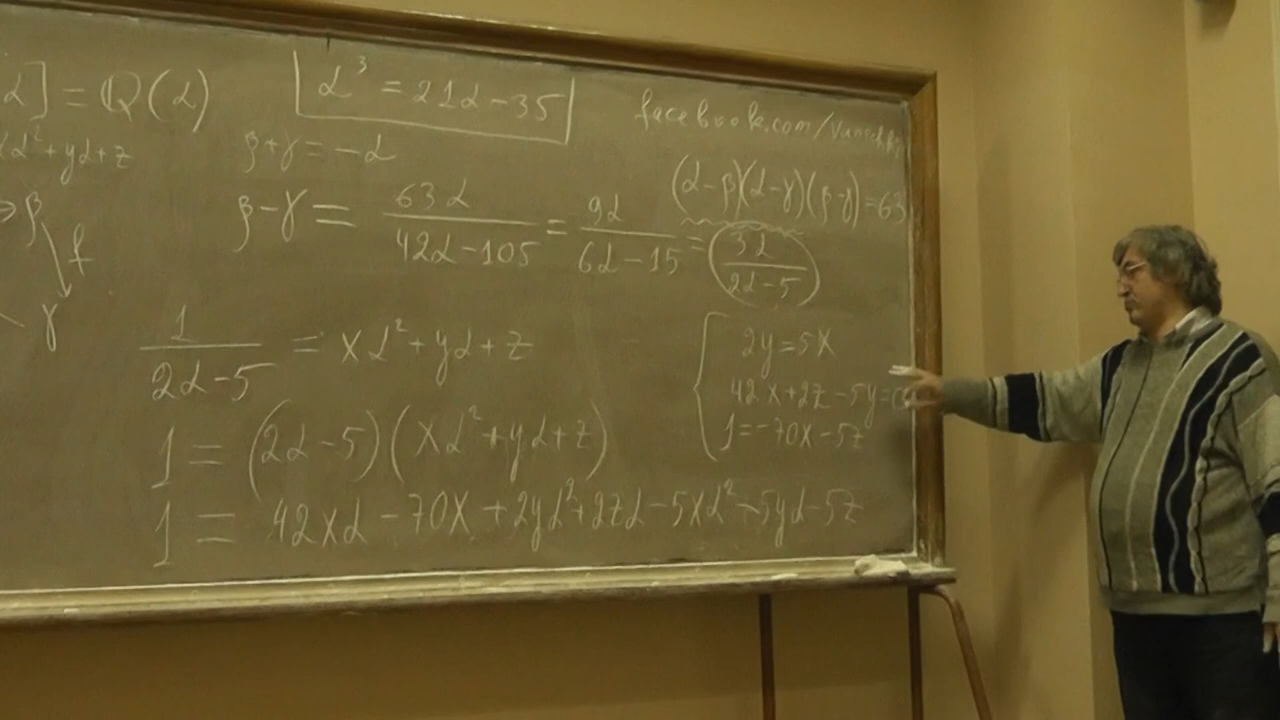 α] = Q(α)
α³ = 21α - 35
facebook.com/
xα² + yα + z
β + γ = -α
(α - β)(α - γ)(β - γ) = 63
β - γ = 63α / (42α - 105) = 9α / (6α - 15) = 3α / (2α - 5)
→ β
f
γ
1 / (2α - 5) = xα² + yα + z
2y = 5x
42x + 2z - 5y = 0
1 = -70x - 5z
1 = (2α - 5)(xα² + yα + z)
1 = 42xα - 70x + 2yα² + 2zα - 5xα² - 5yα - 5z